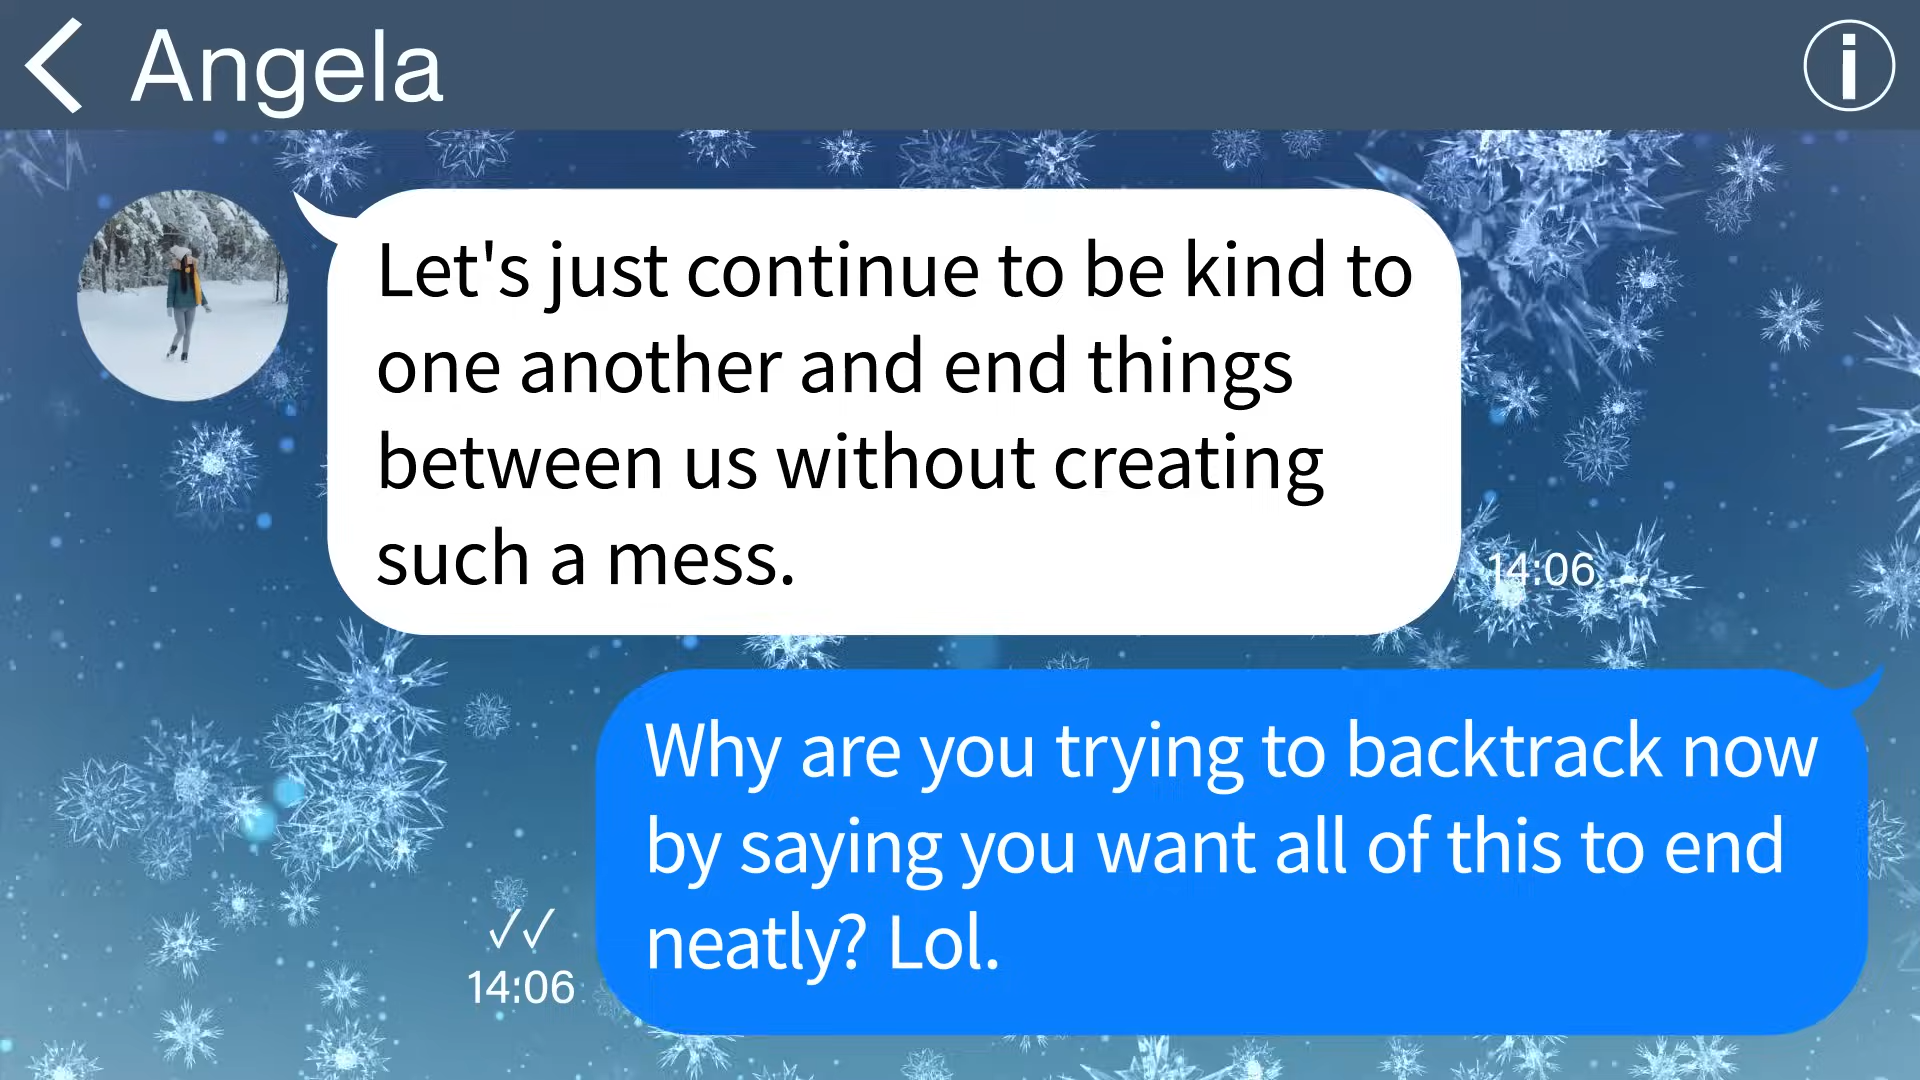 Angela
Let's just continue to be kind to
one another and end things
between us without creating
such a mess.
14:06
Why are you trying to backtrack now
by saying you want all of this to end
neatly? Lol.
14:06